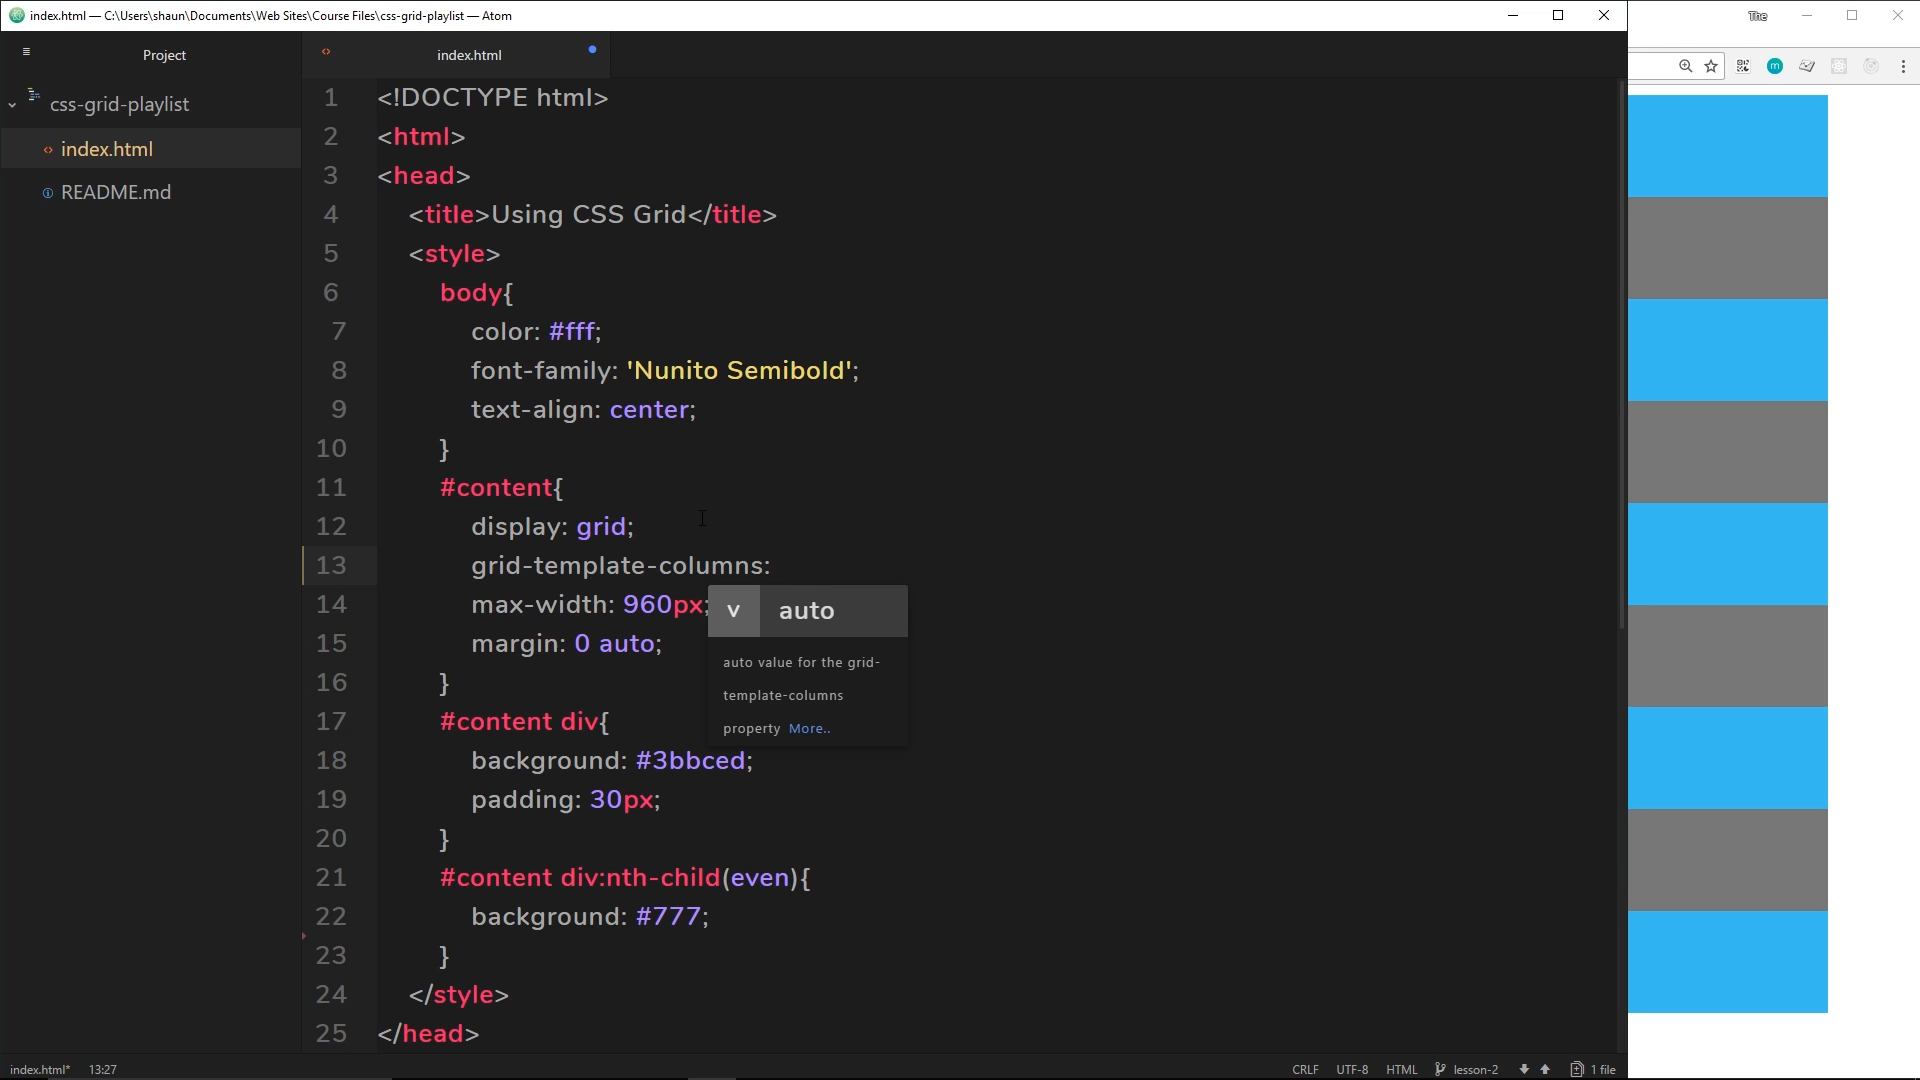 index.html — C:\Users\shaun\Documents\Web Sites\Course Files\css-grid-playlist — Atom
The
Project
index.html
css-grid-playlist
index.html
README.md
1 <!DOCTYPE html>
2 <html>
3 <head>
4 <title>Using CSS Grid</title>
5 <style>
6 body{
7 color: #fff;
8 font-family: 'Nunito Semibold';
9 text-align: center;
10 }
11 #content{
12 display: grid;
13 grid-template-columns:
14 max-width: 960px;
15 margin: 0 auto;
16 }
17 #content div{
18 background: #3bbced;
19 padding: 30px;
20 }
21 #content div:nth-child(even){
22 background: #777;
23 }
24 </style>
25 </head>
v auto
auto value for the grid-
template-columns
property More..
m
index.html* 13:27
CRLF UTF-8 HTML lesson-2 1 file